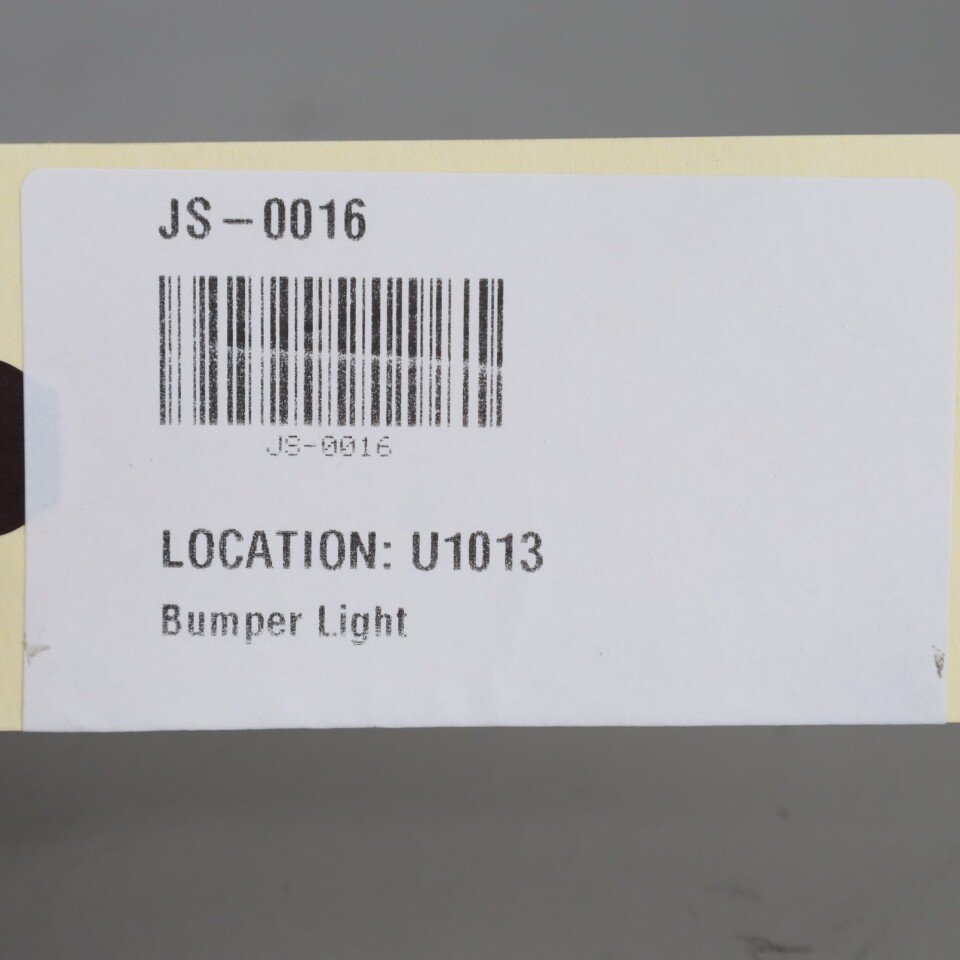 JS-0016
JS-0016
LOCATION: U1013
Bumper Light